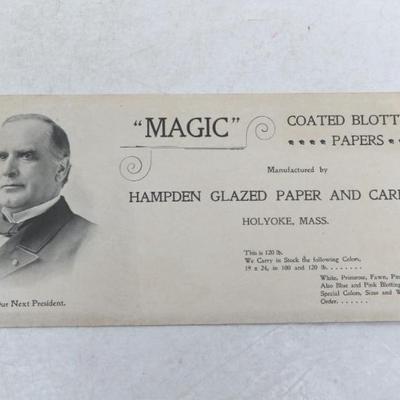 "MAGIC"
COATED BLOTT
PAPERS
Manufactured by
HAMPDEN GLAZED PAPER AND CAR
HOLYOKE, MASS.
This is 120 lb.
We Carry in Stock the following Colors,
19 x 24, in 100 and 120 lb. . . . . . . .
White, Primrose, Fawn,
Also Blue and Pink Blotting
Special Colors, Sizes and W
Order. . . . . . .
Our Next President.